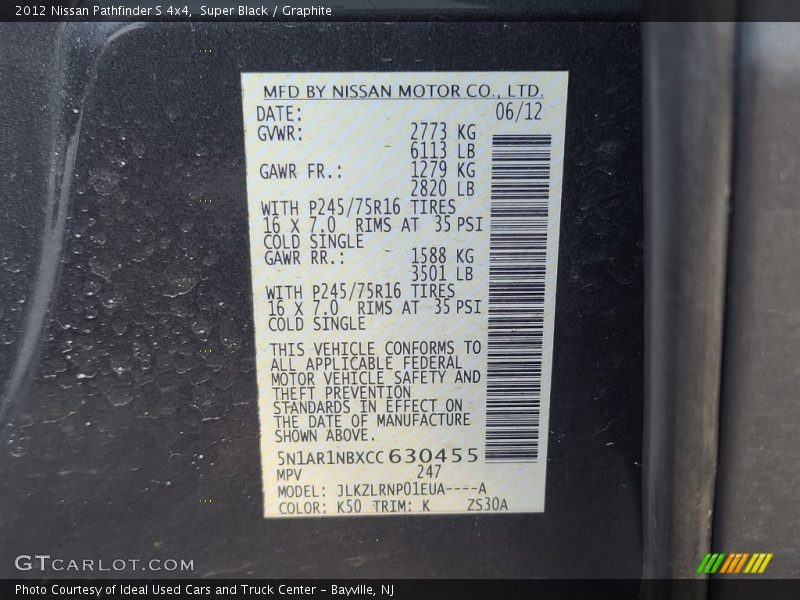 2012 Nissan Pathfinder S 4x4, Super Black / Graphite
MFD BY NISSAN MOTOR CO., LTD.
DATE: 06/12
GVWR: 2773 KG
6113 LB
GAWR FR.: 1279 KG
2820 LB
WITH P245/75R16 TIRES
16 X 7.0 RIMS AT 35 PSI
COLD SINGLE
GAWR RR.: 1588 KG
3501 LB
WITH P245/75R16 TIRES
16 X 7.0 RIMS AT 35 PSI
COLD SINGLE
THIS VEHICLE CONFORMS TO
ALL APPLICABLE FEDERAL
MOTOR VEHICLE SAFETY AND
THEFT PREVENTION
STANDARDS IN EFFECT ON
THE DATE OF MANUFACTURE
SHOWN ABOVE.
5N1AR1NBXCC630455
MPV 247
MODEL: JLKZLRNP01EUA----A
COLOR: K50 TRIM: K ZS30A
GTCARLOT.COM
Photo Courtesy of Ideal Used Cars and Truck Center – Bayville, NJ